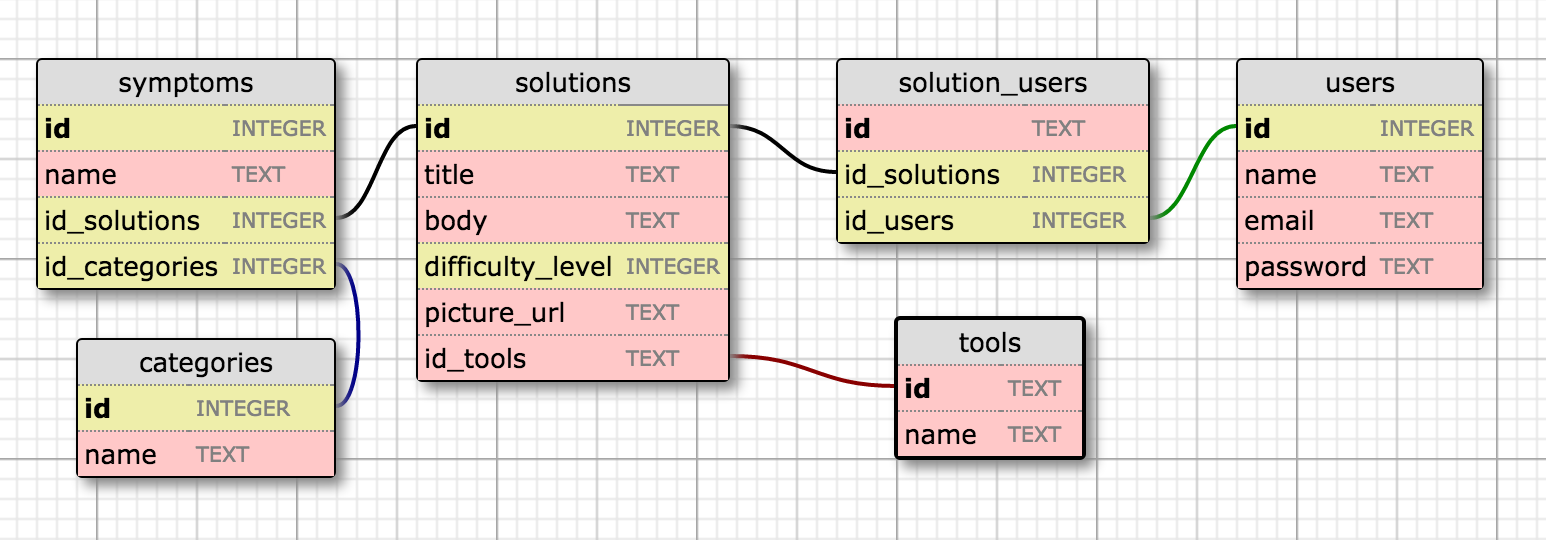 symptoms
id INTEGER
name TEXT
id_solutions INTEGER
id_categories INTEGER
categories
id INTEGER
name TEXT
solutions
id INTEGER
title TEXT
body TEXT
difficulty_level INTEGER
picture_url TEXT
id_tools TEXT
solution_users
id TEXT
id_solutions INTEGER
id_users INTEGER
tools
id TEXT
name TEXT
users
id INTEGER
name TEXT
email TEXT
password TEXT